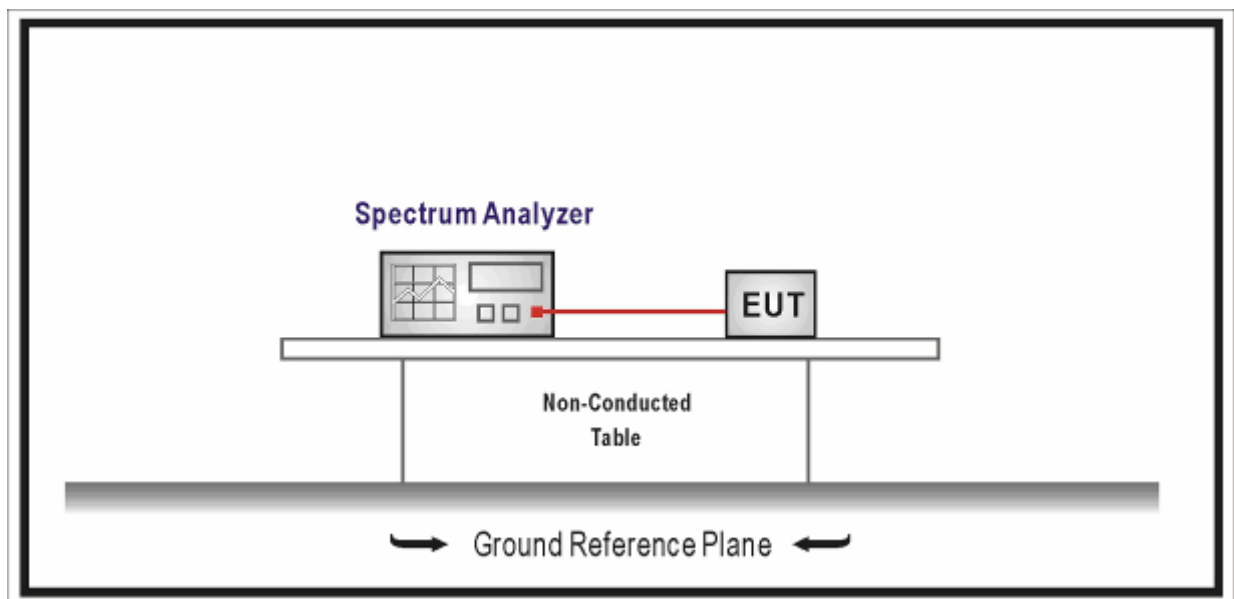 Spectrum Analyzer
EUT
Non-Conducted
Table
Ground Reference Plane